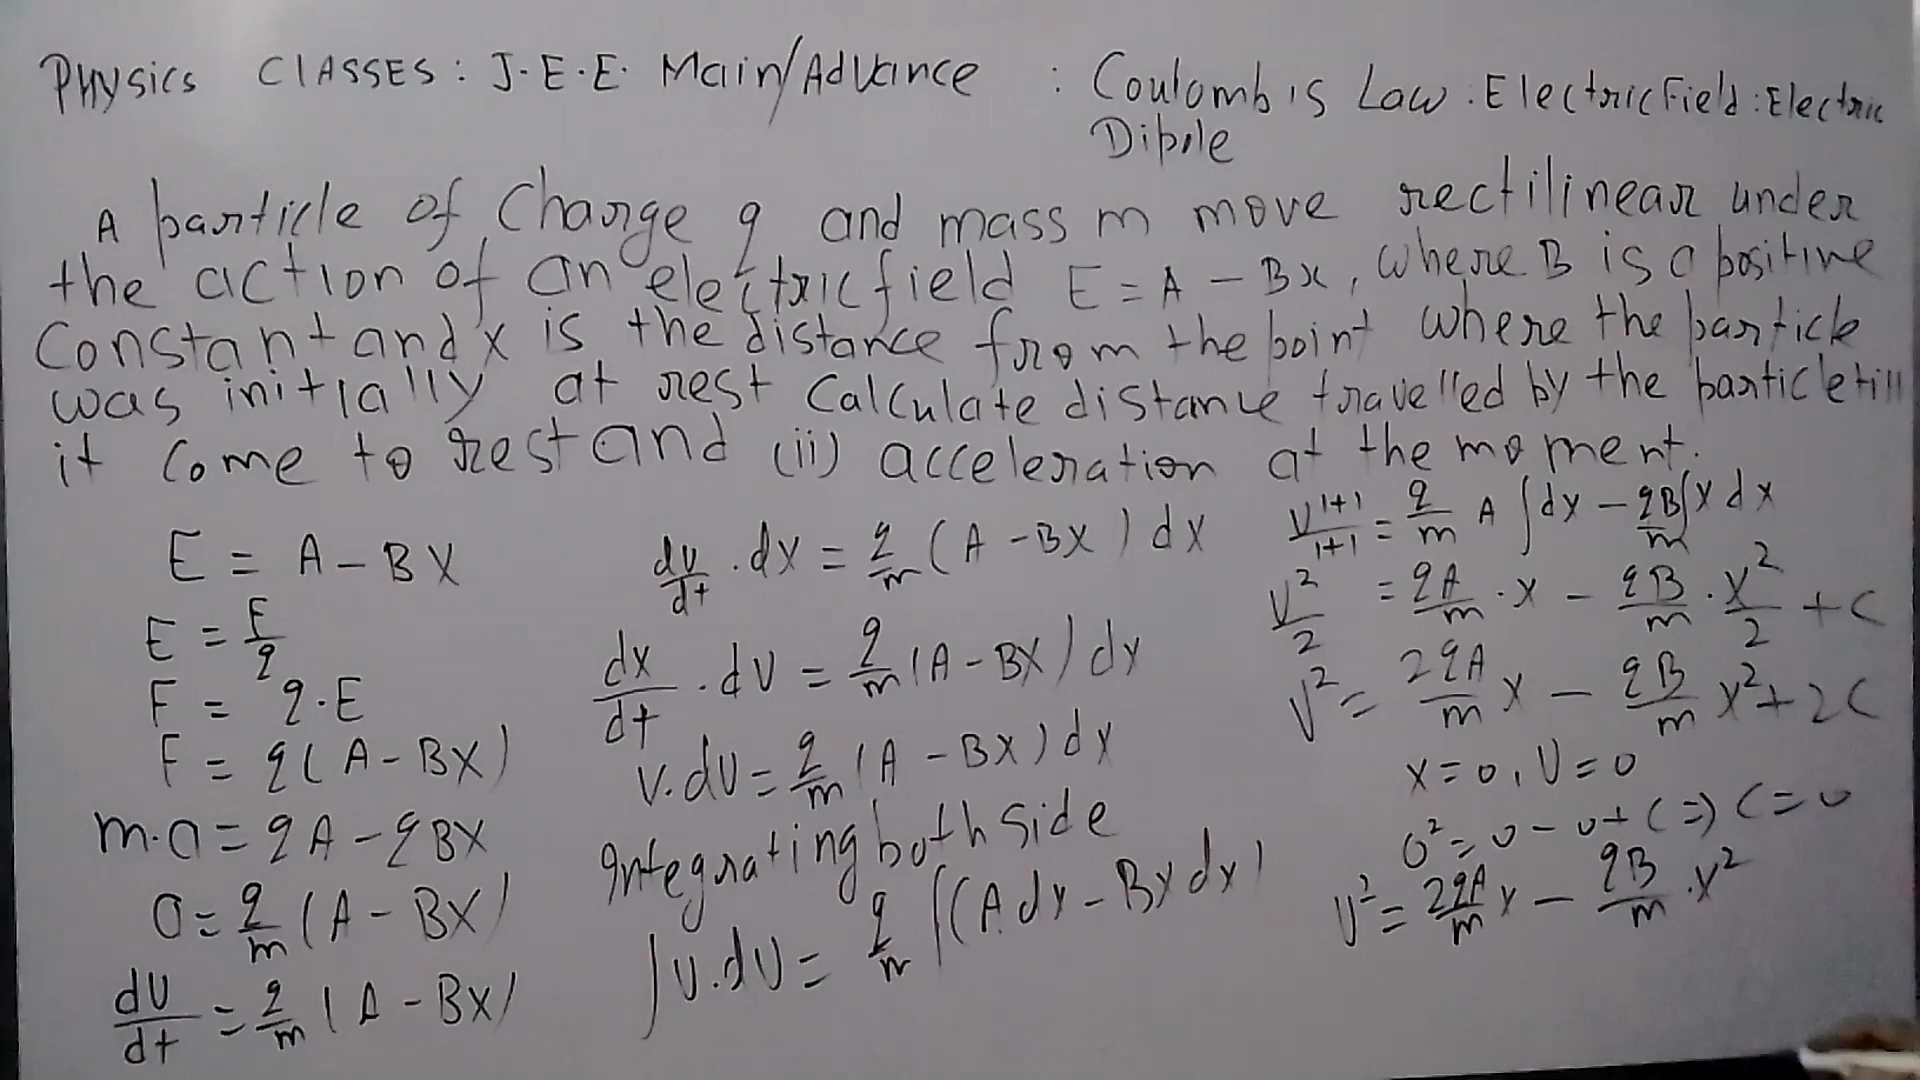 Physics CLASSES: J.E.E. Main/Advance : Coulomb is Law : Electric Field : Electric
Dipole
A particle of Charge q and mass m move rectilinear under
the action of an electric field E = A - Bx, where B is a positive
Constant and x is the distance from the point where the particle
was initially at rest Calculate distance travelled by the particle till
it Come to rest and (ii) acceleration at the moment.
E = A - BX
E = F/q
F = q.E
F = q(A - BX)
m.a = qA - qBX
a = q/m (A - BX)
dv/dt = q/m (A - BX)
dv/dt . dx = q/m (A - BX) dx
dx/dt . dv = q/m (A - BX) dx
v.dv = q/m (A - BX) dx
Integrating both side
∫v.dv = q/m ∫(A dx - Bx dx)
v^(1+1)/(1+1) = q/m A ∫dx - qB/m ∫x dx
v²/2 = qA/m . x - qB/m . x²/2 + C
v² = 2qA/m x - qB/m x² + 2C
x = 0, v = 0
0² = 0 - 0 + C => C = 0
v² = 2qA/m x - qB/m . x²